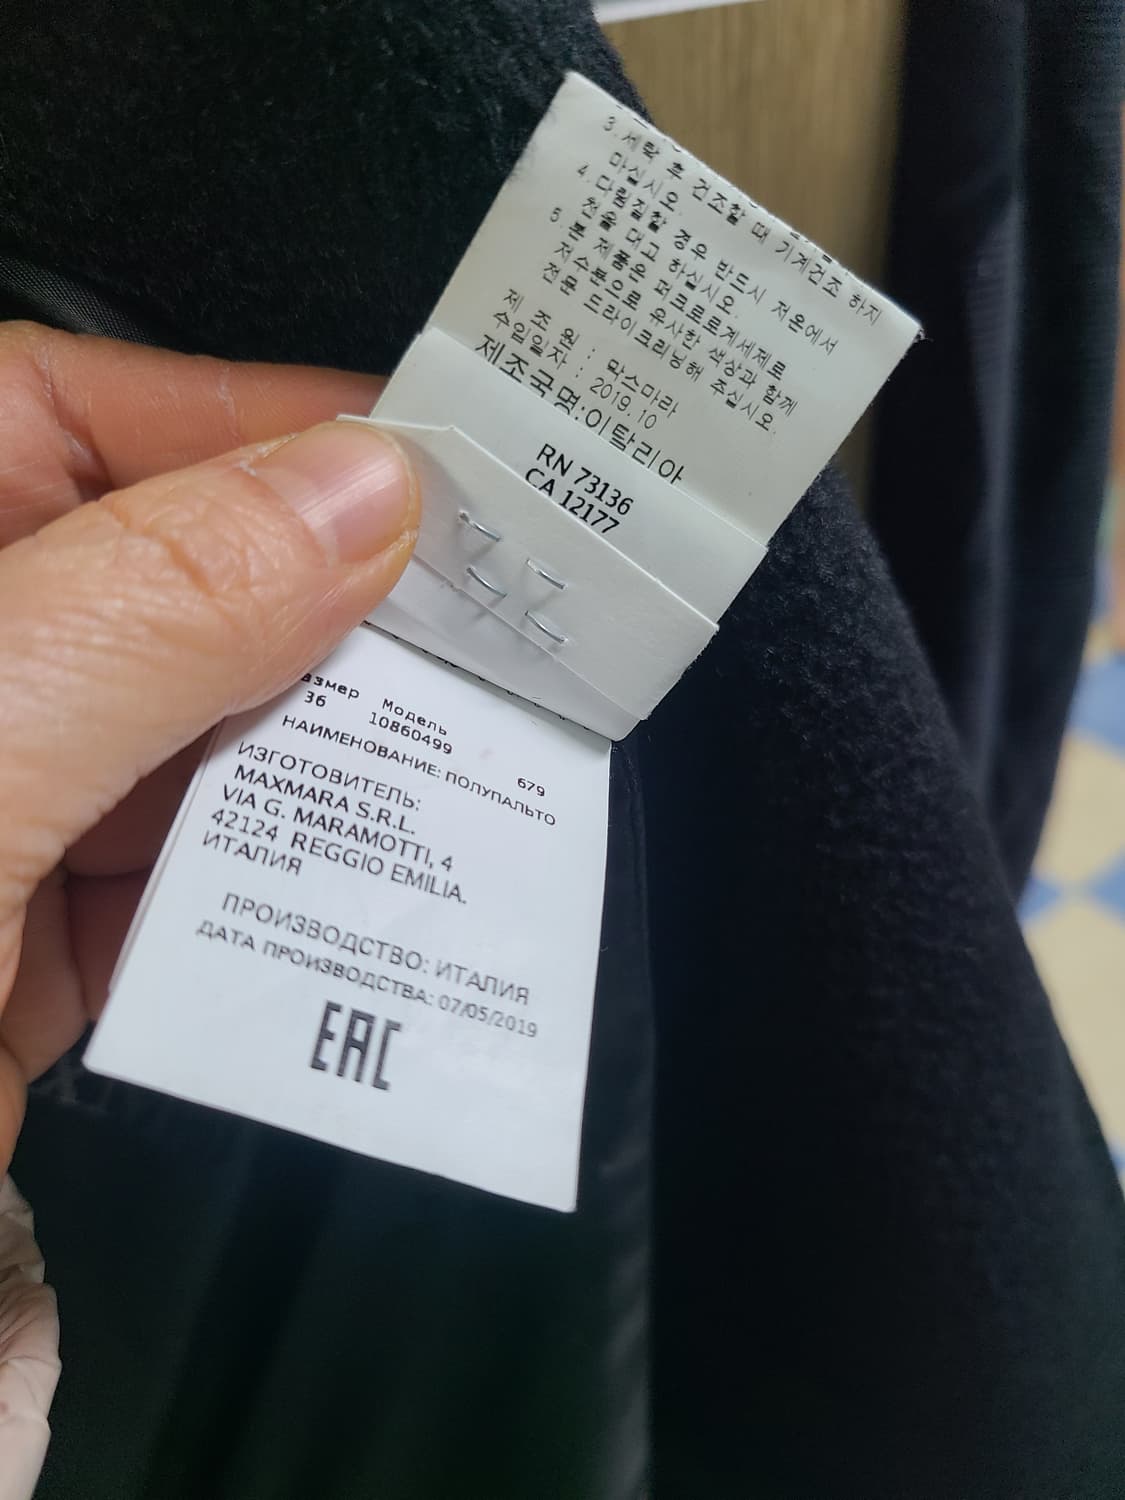 3. 세탁 후 건조할 때 기계건조 하지
마십시오.
4. 다림질할 경우 반드시 저온에서
천을 대고 하십시오.
5. 본 제품은 퍼크로르계세제로
저수분으로 유사한 색상과 함께
전문 드라이크리닝해 주십시오.
제 조 원 : 막스마라
수입일자 : 2019.10
제조국명:이탈리아
RN 73136
CA 12177
азмер Модель
36 10860499 679
НАИМЕНОВАНИЕ: ПОЛУПАЛЬТО
ИЗГОТОВИТЕЛЬ:
MAXMARA S.R.L.
VIA G. MARAMOTTI, 4
42124 REGGIO EMILIA.
ИТАЛИЯ
ПРОИЗВОДСТВО: ИТАЛИЯ
ДАТА ПРОИЗВОДСТВА: 07/05/2019
EAC